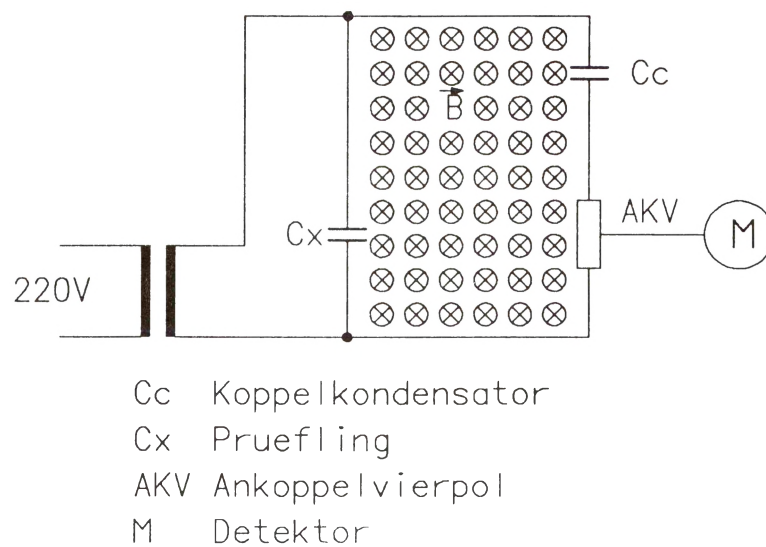 Cc
B
AKV
Cx
M
220V
Cc Koppelkondensator
Cx Pruefling
AKV Ankoppelvierpol
M Detektor